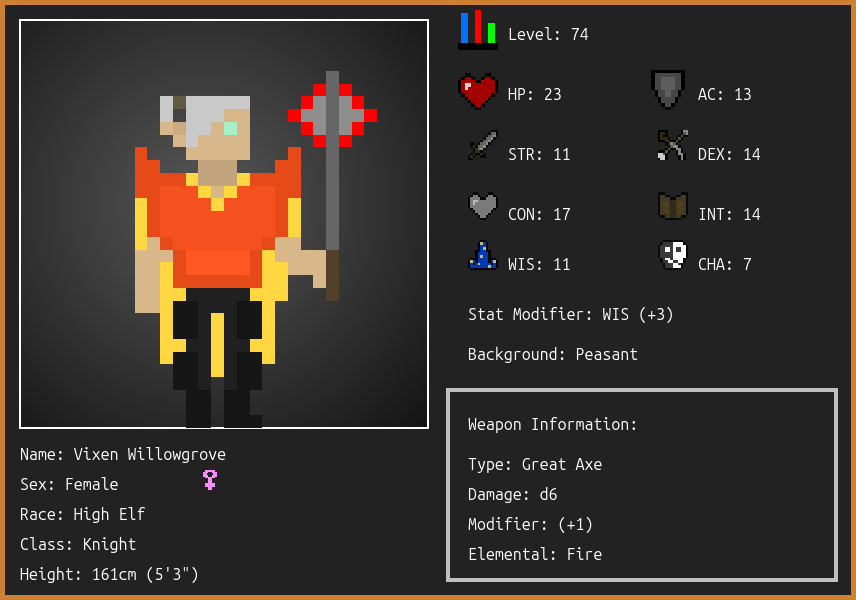 Level: 74
HP: 23
AC: 13
STR: 11
DEX: 14
CON: 17
INT: 14
WIS: 11
CHA: 7
Stat Modifier: WIS (+3)
Background: Peasant
Weapon Information:
Type: Great Axe
Damage: d6
Modifier: (+1)
Elemental: Fire
Name: Vixen Willowgrove
Sex: Female
Race: High Elf
Class: Knight
Height: 161cm (5'3")